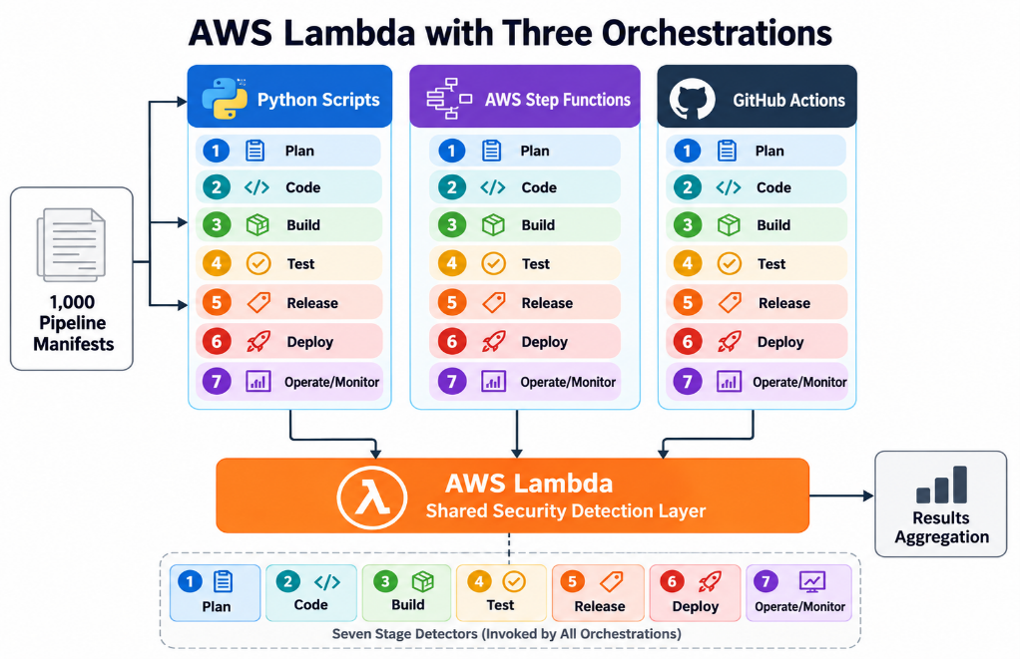 AWS Lambda with Three Orchestrations
1,000
Pipeline
Manifests
Python Scripts
1 Plan
2 </> Code
3 Build
4 Test
5 Release
6 Deploy
7 Operate/Monitor
AWS Step Functions
1 Plan
2 </> Code
3 Build
4 Test
5 Release
6 Deploy
7 Operate/Monitor
GitHub Actions
1 Plan
2 </> Code
3 Build
4 Test
5 Release
6 Deploy
7 Operate/Monitor
λ
AWS Lambda
Shared Security Detection Layer
Results
Aggregation
1
Plan
2 </>
Code
3
Build
4
Test
5
Release
6
Deploy
7
Operate/Monitor
Seven Stage Detectors (Invoked by All Orchestrations)